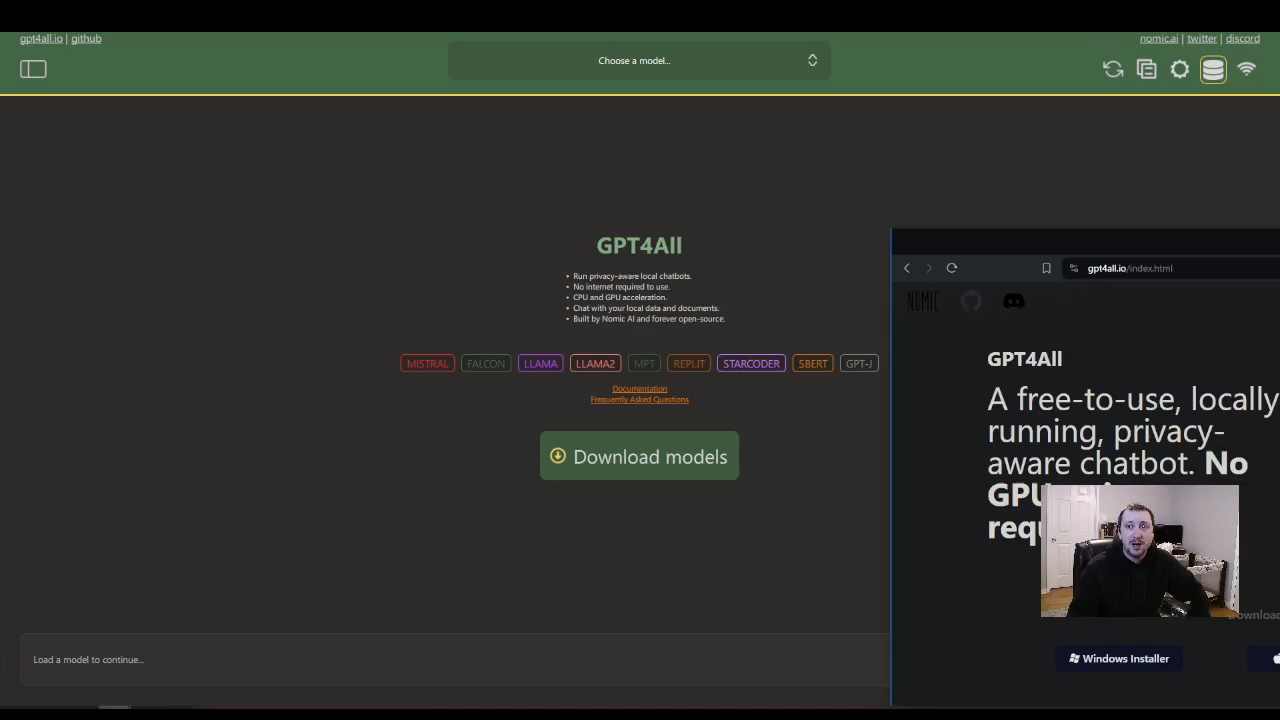 gpt4all.io | github
nomic.ai | twitter | discord
Choose a model...
GPT4All
• Run privacy-aware local chatbots.
• No internet required to use.
• CPU and GPU acceleration.
• Chat with your local data and documents.
• Built by Nomic AI and forever open-source.
MISTRAL FALCON LLAMA LLAMA2 MPT REPLIT STARCODER SBERT GPT-J
Documentation
Frequently Asked Questions
Download models
Load a model to continue...
gpt4all.io/index.html
NOMIC
GPT4All
A free-to-use, locally
running, privacy-
aware chatbot. No
GPU
Download
Windows Installer